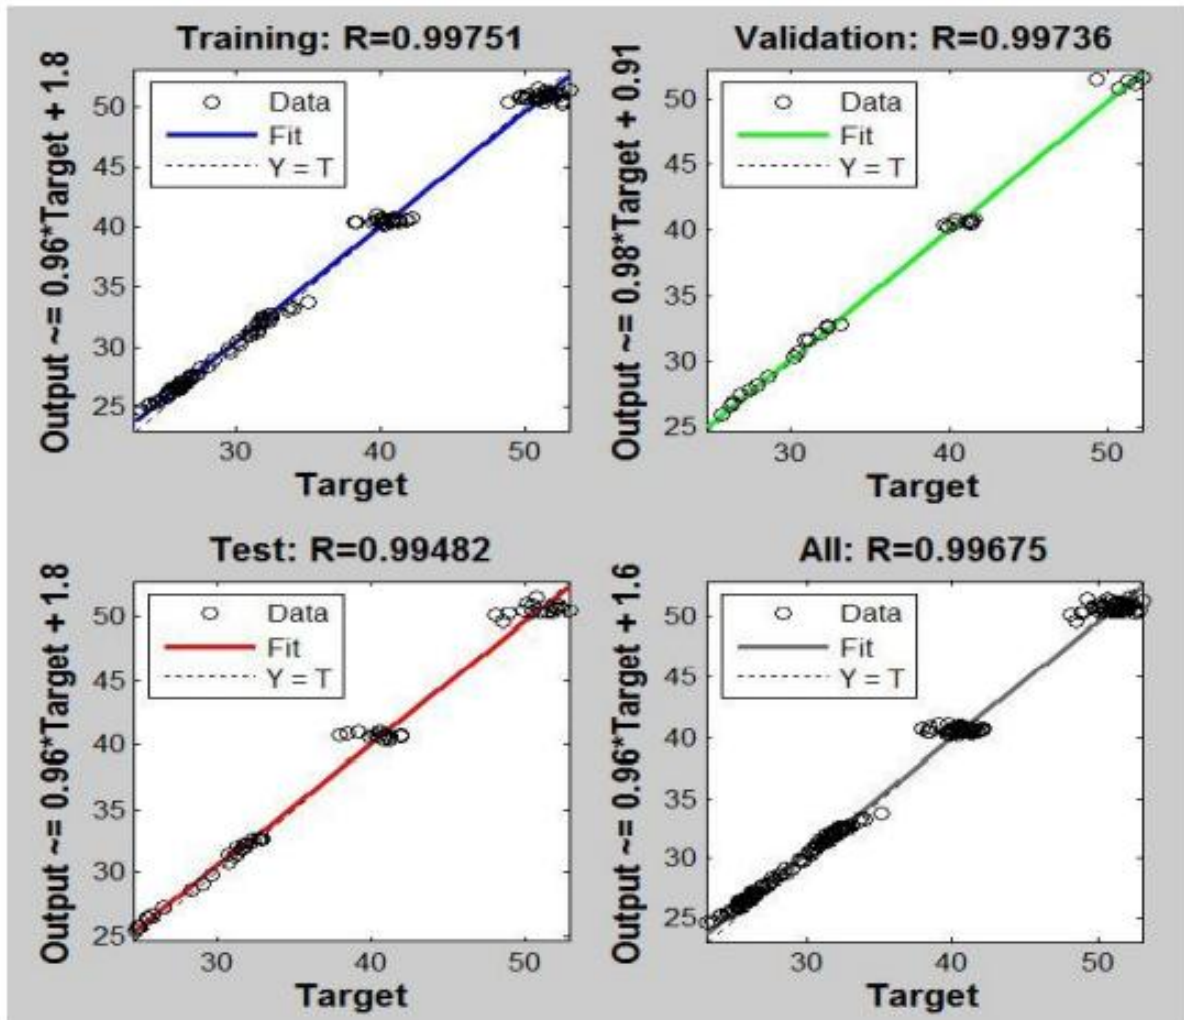 Training: R=0.99751
Output ~= 0.96*Target + 1.8
Data
Fit
Y = T
50
45
40
35
30
25
30 40 50
Target
Validation: R=0.99736
Output ~= 0.98*Target + 0.91
Data
Fit
Y = T
50
45
40
35
30
25
30 40 50
Target
Test: R=0.99482
Output ~= 0.96*Target + 1.8
Data
Fit
Y = T
50
45
40
35
30
25
30 40 50
Target
All: R=0.99675
Output ~= 0.96*Target + 1.6
Data
Fit
Y = T
50
45
40
35
30
25
30 40 50
Target